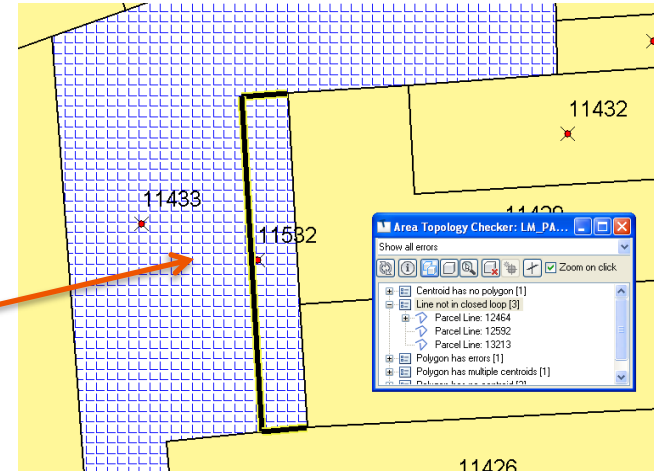 11432
11433
11532
Area Topology Checker: LM_PA...
Show all errors
Zoom on click
Centroid has no polygon [1]
Line not in closed loop [3]
Parcel Line: 12464
Parcel Line: 12592
Parcel Line: 13213
Polygon has errors [1]
Polygon has multiple centroids [1]
11426